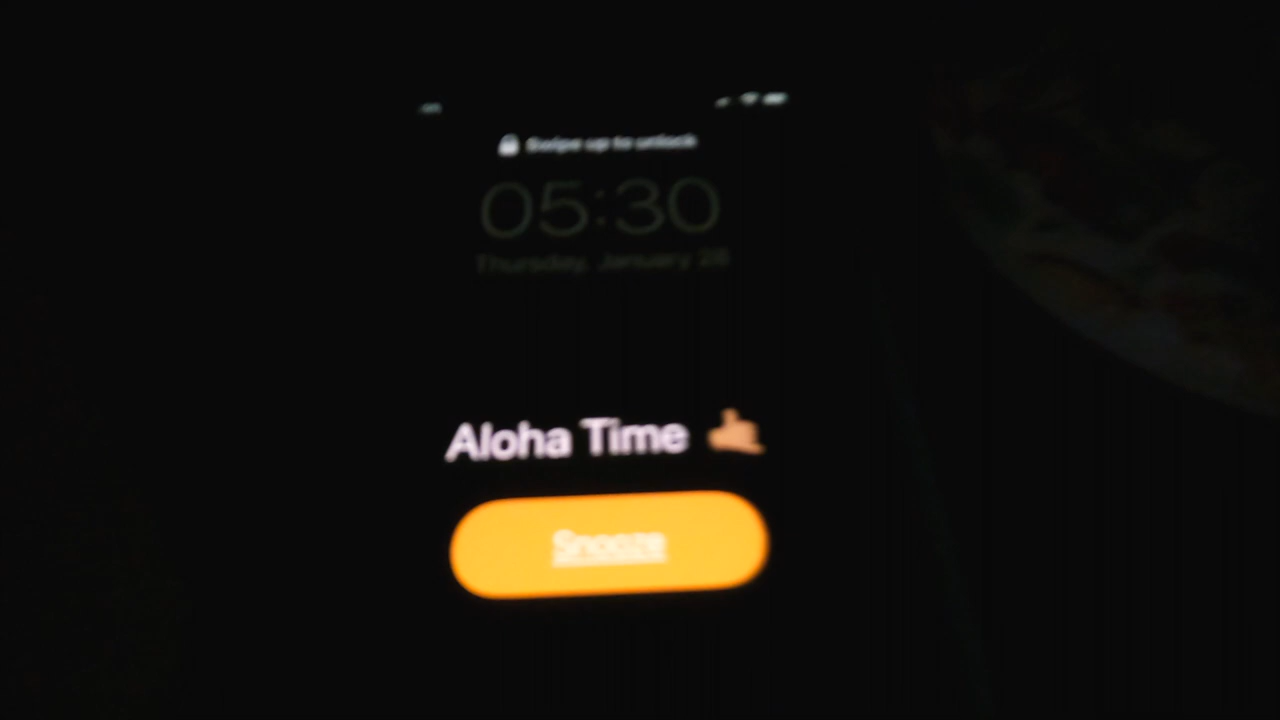 Swipe up to unlock
05:30
Thursday, January 28
Aloha Time 🤙🏽
Snooze